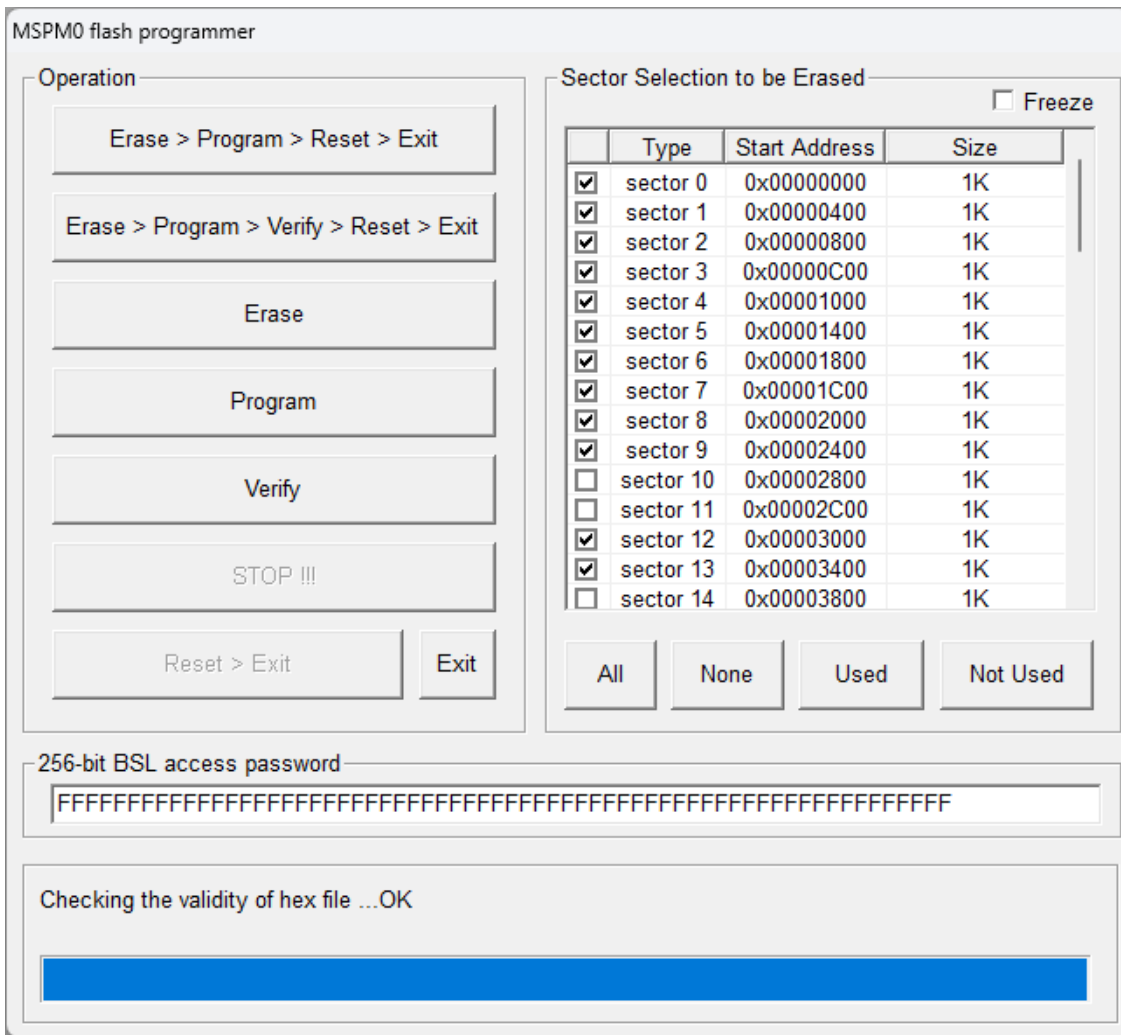 MSPM0 flash programmer
Operation
Erase > Program > Reset > Exit
Erase > Program > Verify > Reset > Exit
Erase
Program
Verify
STOP !!!
Reset > Exit
Exit
Sector Selection to be Erased
Freeze
Type Start Address Size
sector 0 0x00000000 1K
sector 1 0x00000400 1K
sector 2 0x00000800 1K
sector 3 0x00000C00 1K
sector 4 0x00001000 1K
sector 5 0x00001400 1K
sector 6 0x00001800 1K
sector 7 0x00001C00 1K
sector 8 0x00002000 1K
sector 9 0x00002400 1K
sector 10 0x00002800 1K
sector 11 0x00002C00 1K
sector 12 0x00003000 1K
sector 13 0x00003400 1K
sector 14 0x00003800 1K
All
None
Used
Not Used
256-bit BSL access password
FFFFFFFFFFFFFFFFFFFFFFFFFFFFFFFFFFFFFFFFFFFFFFFFFFFFFFFFFFFFFFFF
Checking the validity of hex file ...OK